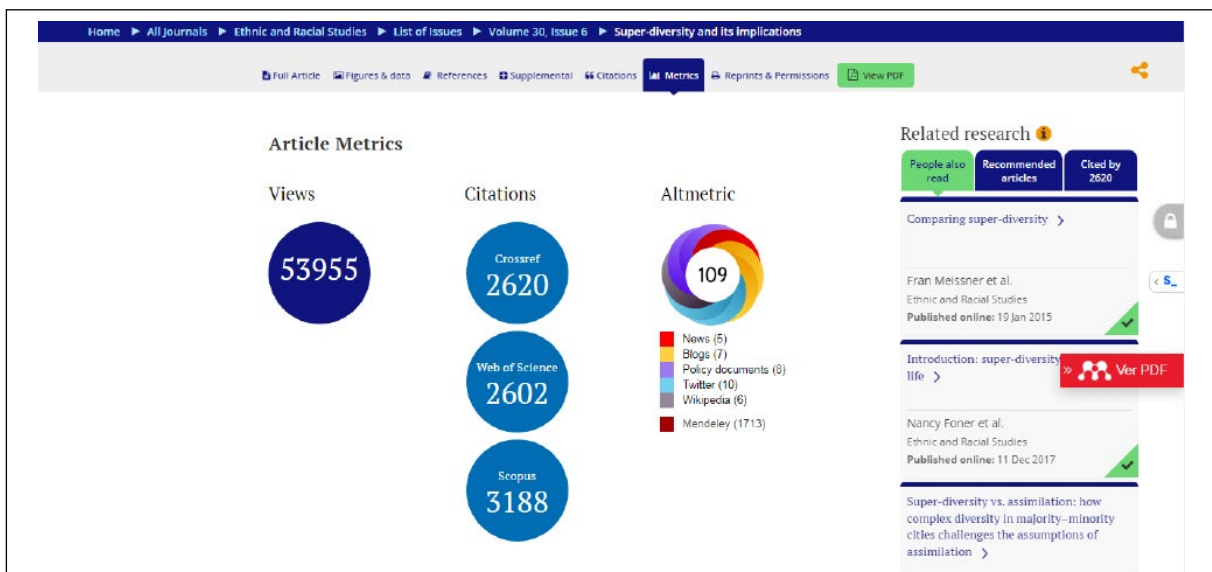 Home ▶ All Journals ▶ Ethnic and Racial Studies ▶ List of Issues ▶ Volume 30, Issue 6 ▶ Super-diversity and its implications
Full Article Figures & data References Supplemental Citations Metrics Reprints & Permissions View PDF
Article Metrics
Views
53955
Citations
Crossref
2620
Web of Science
2602
Scopus
3188
Altmetric
109
News (5)
Blogs (7)
Policy documents (8)
Twitter (10)
Wikipedia (6)
Mendeley (1713)
Related research
People also
read
Recommended
articles
Cited by
2620
Comparing super-diversity >
Fran Meissner et al.
Ethnic and Racial Studies
Published online: 19 Jan 2015
Introduction: super-diversity
life >
Nancy Foner et al.
Ethnic and Racial Studies
Published online: 11 Dec 2017
Super-diversity vs. assimilation: how
complex diversity in majority–minority
cities challenges the assumptions of
assimilation >
‹ S_
» Ver PDF